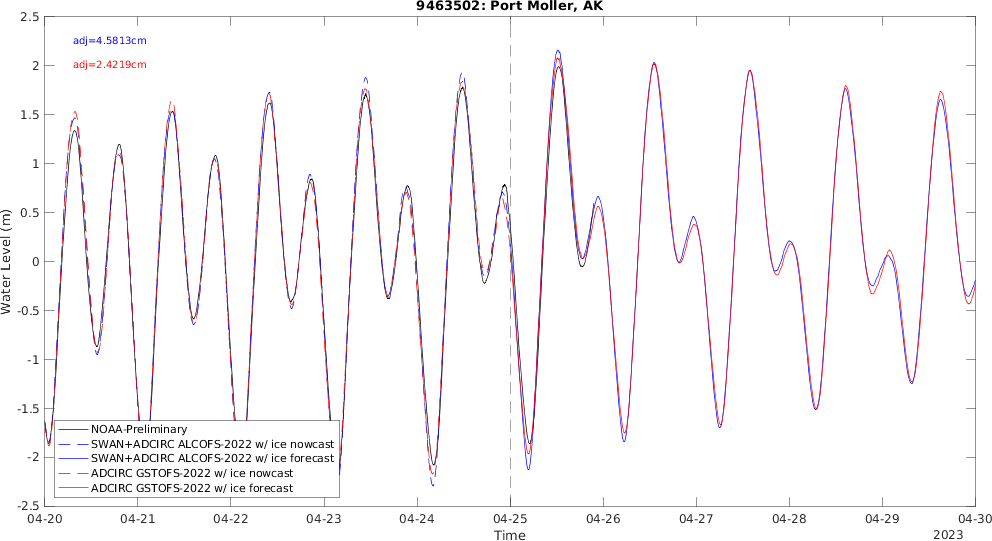 9463502: Port Moller, AK
adj=4.5813cm
adj=2.4219cm
Water Level (m)
2.5
2
1.5
1
0.5
0
-0.5
-1
-1.5
-2
-2.5
NOAA-Preliminary
SWAN+ADCIRC ALCOFS-2022 w/ ice nowcast
SWAN+ADCIRC ALCOFS-2022 w/ ice forecast
ADCIRC GSTOFS-2022 w/ ice nowcast
ADCIRC GSTOFS-2022 w/ ice forecast
04-20 04-21 04-22 04-23 04-24 04-25 04-26 04-27 04-28 04-29 04-30
Time
2023